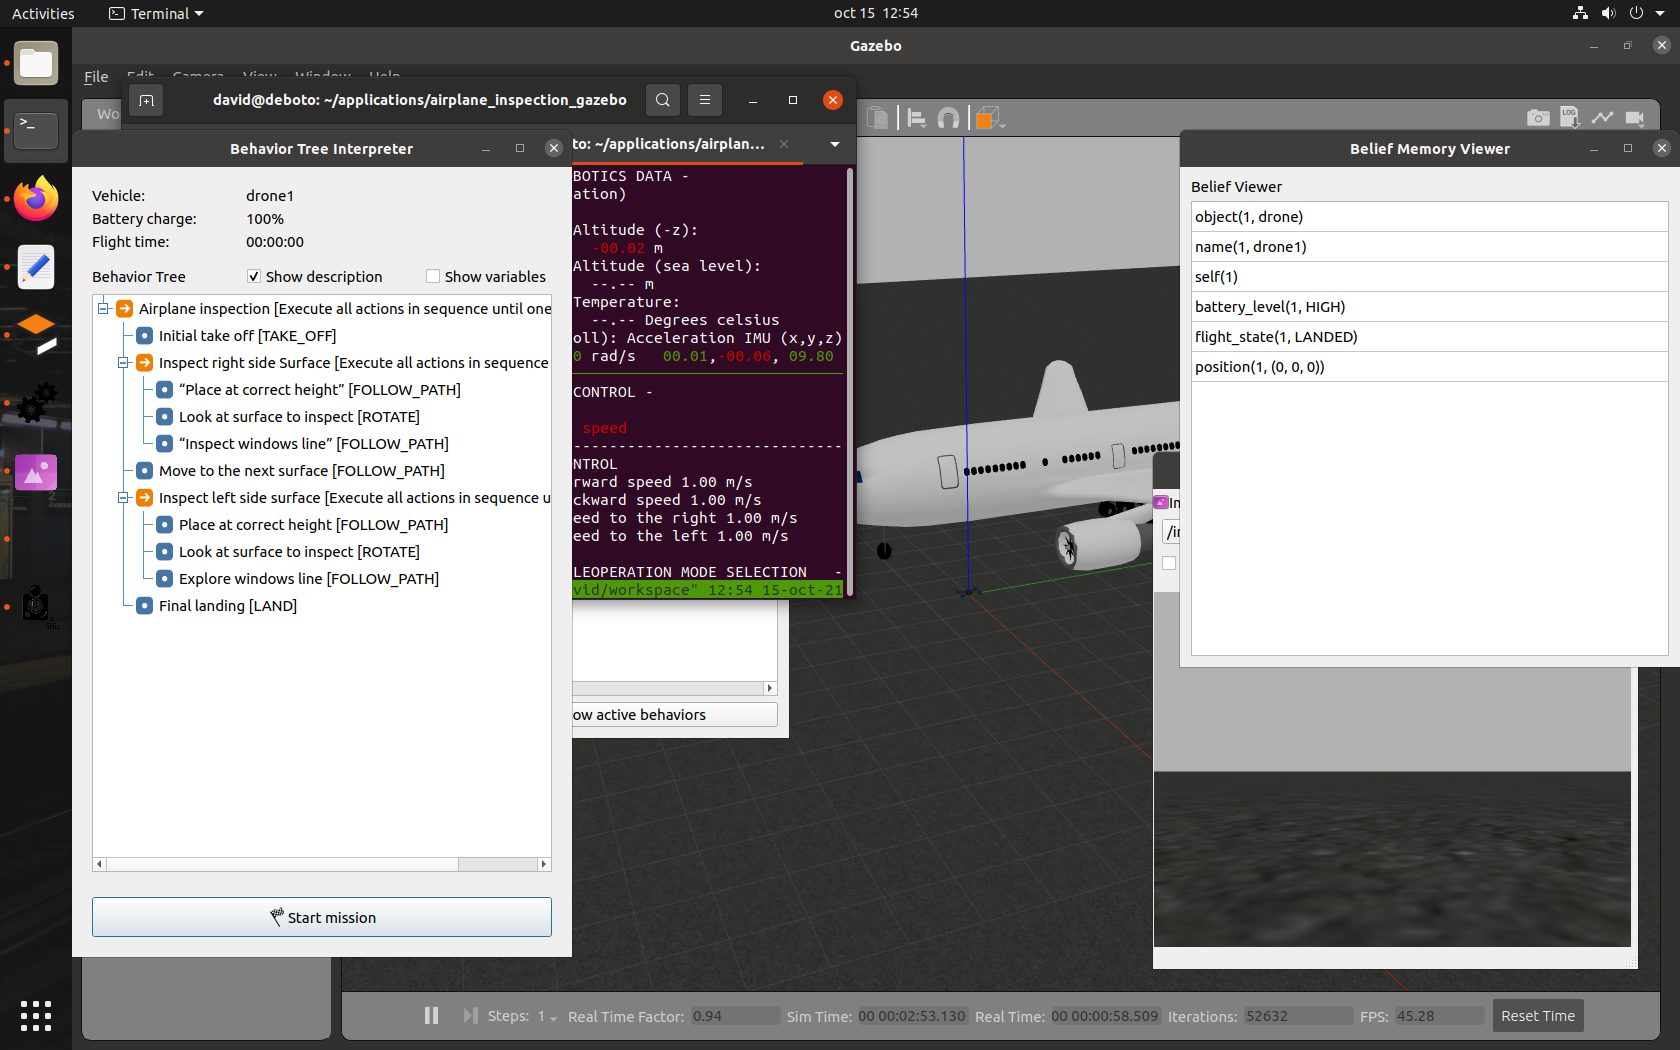 Activities
Terminal
oct 15 12:54
Gazebo
File Edit Camera View Window Help
david@deboto: ~/applications/airplane_inspection_gazebo
Wo
to: ~/applications/airplan...
Behavior Tree Interpreter
Vehicle: drone1
Battery charge: 100%
Flight time: 00:00:00
Behavior Tree
Show description
Show variables
Airplane inspection [Execute all actions in sequence until one
Initial take off [TAKE_OFF]
Inspect right side Surface [Execute all actions in sequence
“Place at correct height” [FOLLOW_PATH]
Look at surface to inspect [ROTATE]
“Inspect windows line” [FOLLOW_PATH]
Move to the next surface [FOLLOW_PATH]
Inspect left side surface [Execute all actions in sequence u
Place at correct height [FOLLOW_PATH]
Look at surface to inspect [ROTATE]
Explore windows line [FOLLOW_PATH]
Final landing [LAND]
Start mission
BOTICS DATA -
ation)
Altitude (-z):
-00.02 m
Altitude (sea level):
--.-- m
Temperature:
--.-- Degrees celsius
oll): Acceleration IMU (x,y,z)
0 rad/s 00.01,-00.06, 09.80
CONTROL -
speed
------------------------------
NTROL
rward speed 1.00 m/s
ckward speed 1.00 m/s
eed to the right 1.00 m/s
eed to the left 1.00 m/s
LEOPERATION MODE SELECTION -
vid/workspace" 12:54 15-oct-21
ow active behaviors
LOG
Belief Memory Viewer
Belief Viewer
object(1, drone)
name(1, drone1)
self(1)
battery_level(1, HIGH)
flight_state(1, LANDED)
position(1, (0, 0, 0))
In
/in
Steps: 1
Real Time Factor: 0.94
Sim Time: 00 00:02:53.130
Real Time: 00 00:00:58.509
Iterations: 52632
FPS: 45.28
Reset Time